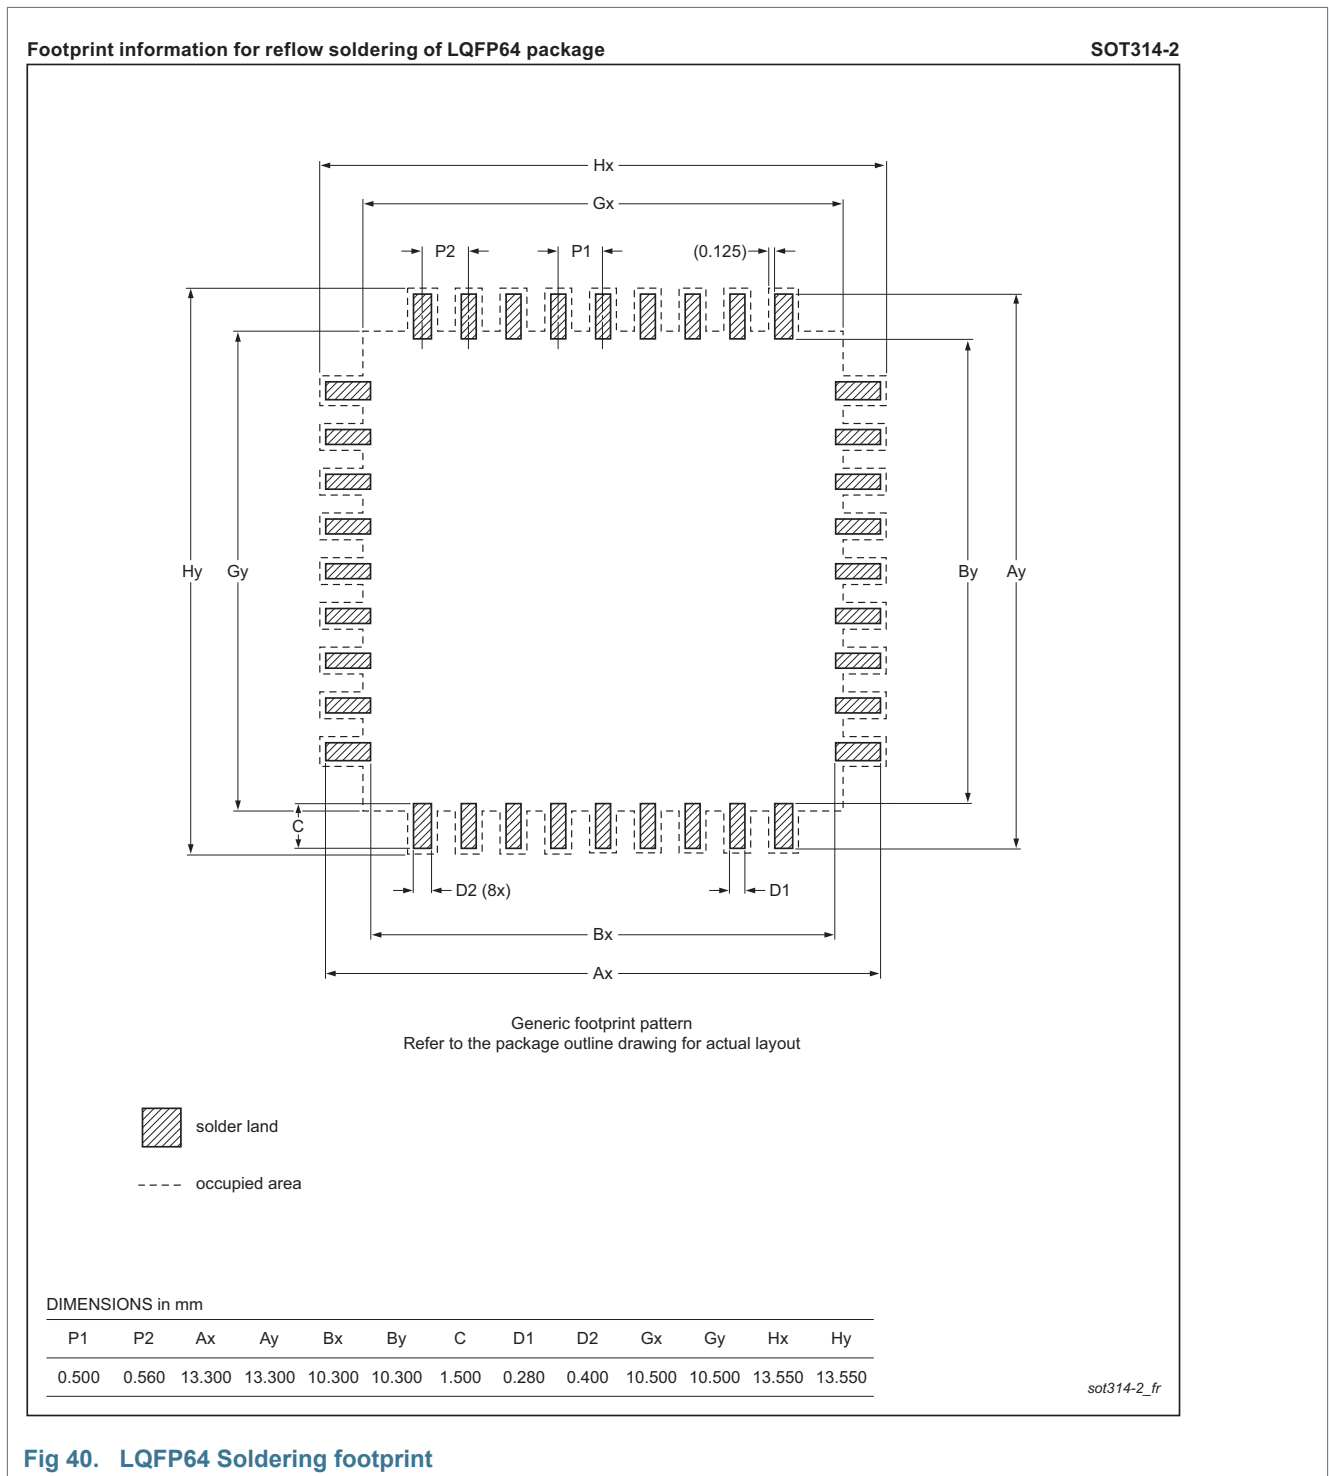 Footprint information for reflow soldering of LQFP64 package SOT314-2
Hx
Gx
P2 P1 (0.125)
Hy Gy By Ay
C
D2 (8x) D1
Bx
Ax
Generic footprint pattern
Refer to the package outline drawing for actual layout
solder land
occupied area
DIMENSIONS in mm
P1 P2 Ax Ay Bx By C D1 D2 Gx Gy Hx Hy
0.500 0.560 13.300 13.300 10.300 10.300 1.500 0.280 0.400 10.500 10.500 13.550 13.550
sot314-2_fr
Fig 40. LQFP64 Soldering footprint